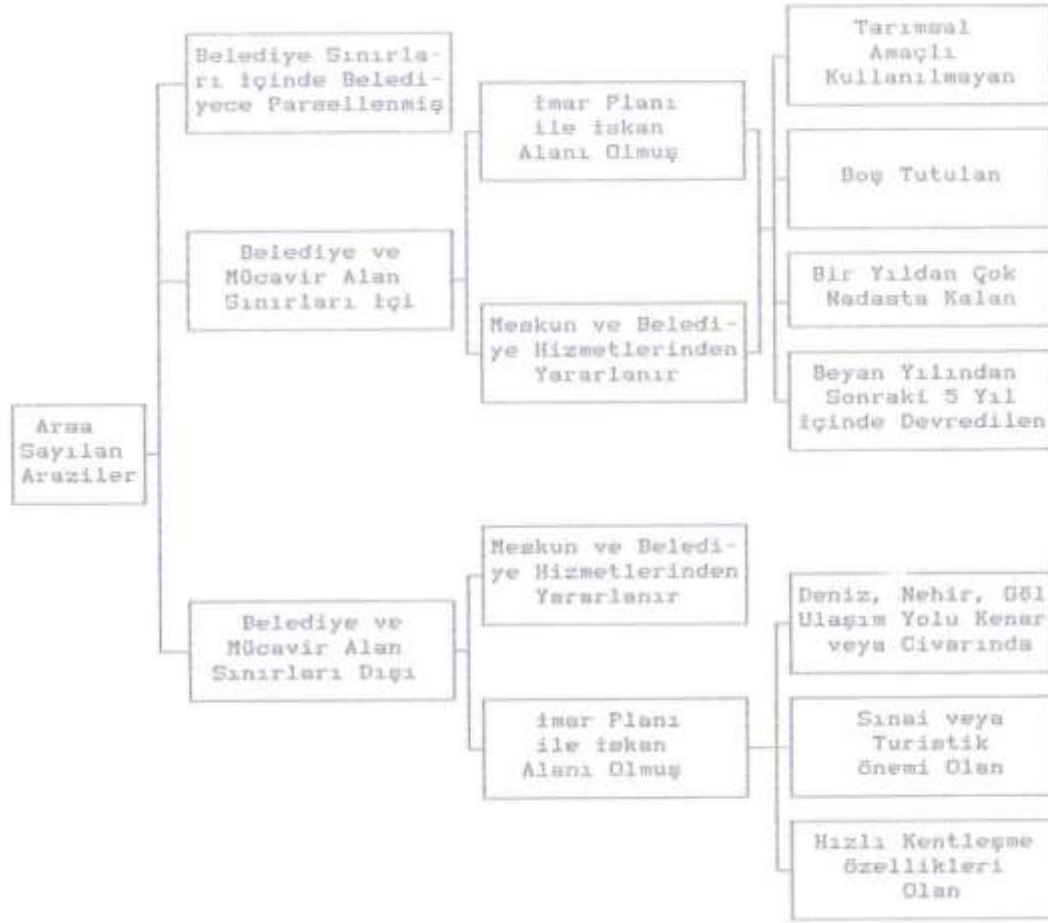 Arsa
Sayılan
Araziler
Belediye Sınırla-
rı İçinde Beledi-
yece Parsellenmiş
Belediye ve
Mücavir Alan
Sınırları İçi
İmar Planı
ile İskan
Alanı Olmuş
Meskun ve Beledi-
ye Hizmetlerinden
Yararlanır
Tarımsal
Amaçlı
Kullanılmayan
Boş Tutulan
Bir Yıldan Çok
Nadasta Kalan
Beyan Yılından
Sonraki 5 Yıl
İçinde Devredilen
Belediye ve
Mücavir Alan
Sınırları Dışı
Meskun ve Beledi-
ye Hizmetlerinden
Yararlanır
İmar Planı
ile İskan
Alanı Olmuş
Deniz, Nehir, Göl
Ulaşım Yolu Kenar
veya Civarında
Sınai veya
Turistik
Önemi Olan
Hızlı Kentleşme
Özellikleri
Olan